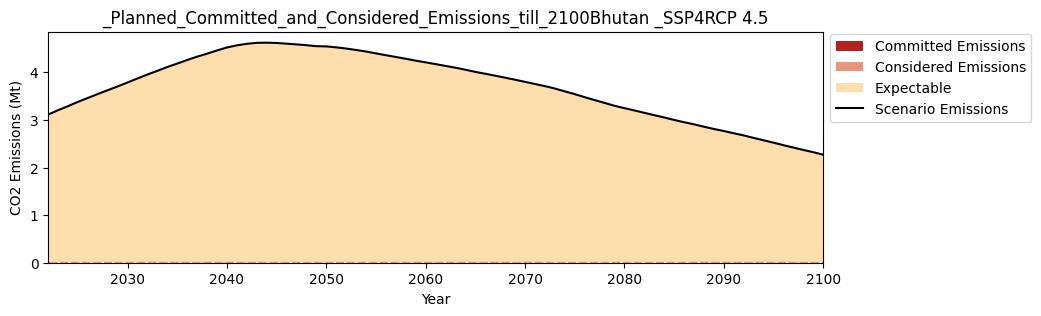 _Planned_Committed_and_Considered_Emissions_till_2100Bhutan _SSP4RCP 4.5
Committed Emissions
Considered Emissions
Expectable
Scenario Emissions
CO2 Emissions (Mt)
4
3
2
1
0
2030 2040 2050 2060 2070 2080 2090 2100
Year